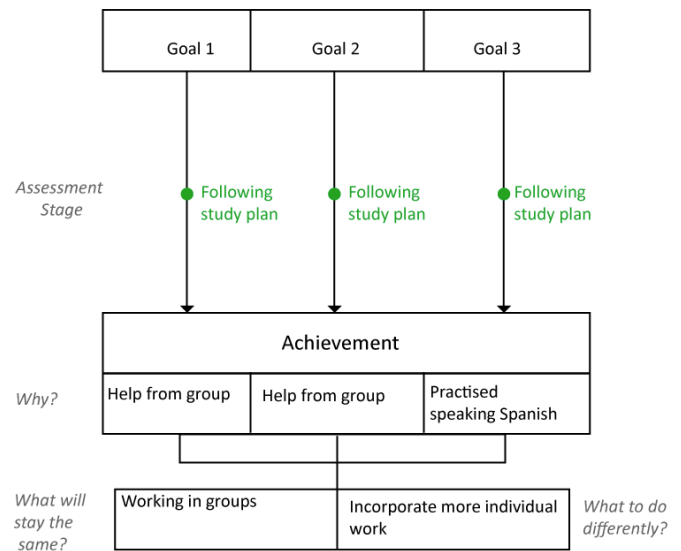 Goal 1
Goal 2
Goal 3
Assessment
Stage
Following
study plan
Following
study plan
Following
study plan
Achievement
Why?
Help from group
Help from group
Practised
speaking Spanish
What will
stay the
same?
Working in groups
Incorporate more individual
work
What to do
differently?